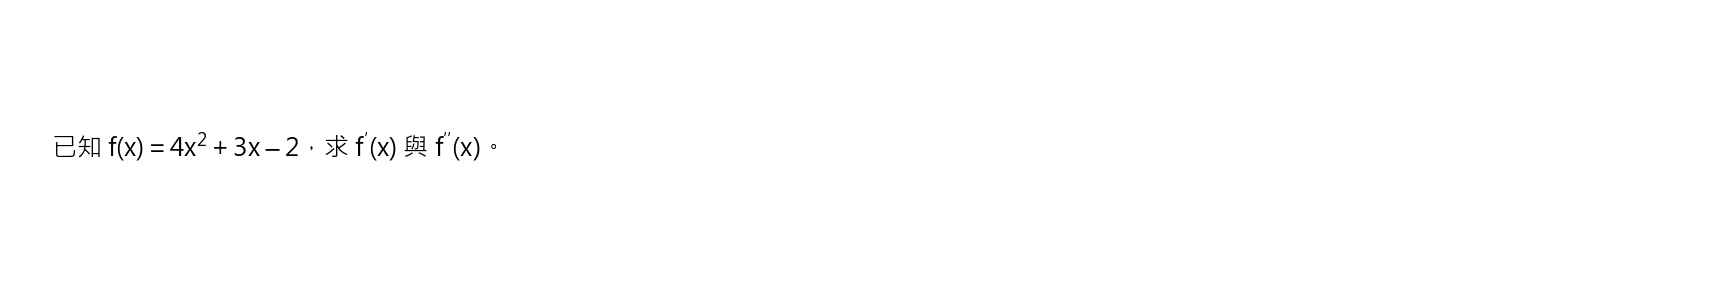 已知 f(x) = 4x² + 3x – 2，求 f′(x) 與 f′′(x)。